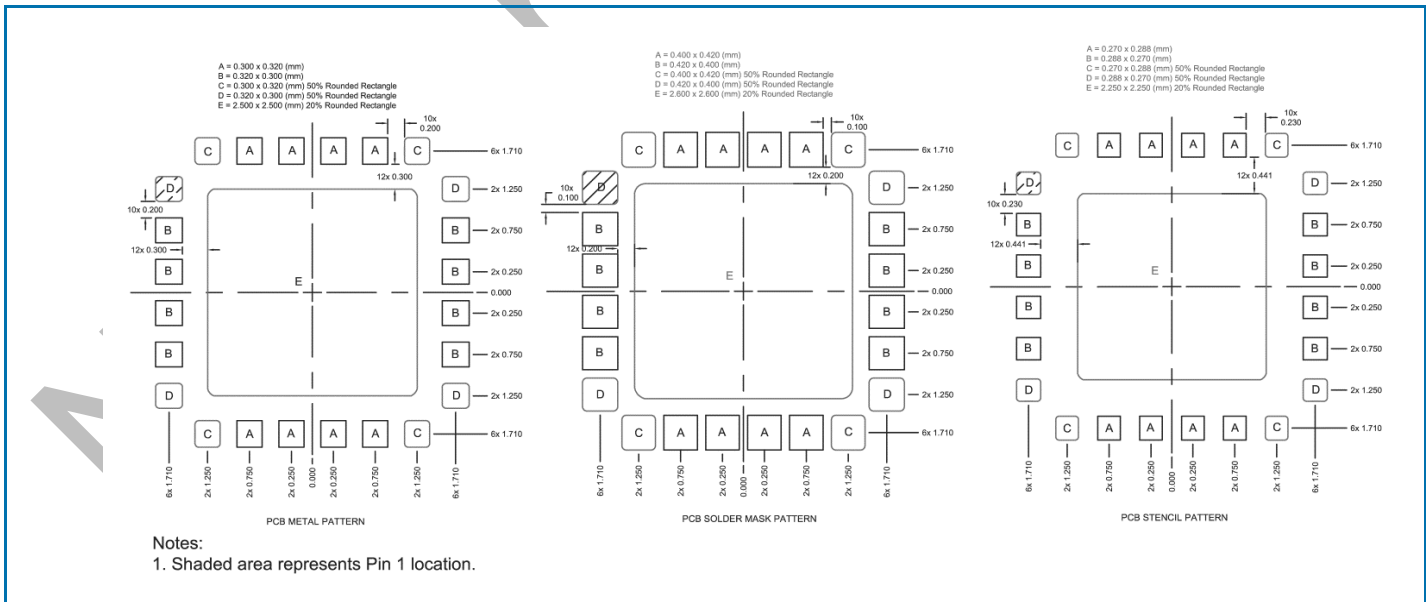 A = 0.300 x 0.320 (mm)
B = 0.320 x 0.300 (mm)
C = 0.300 x 0.320 (mm) 50% Rounded Rectangle
D = 0.320 x 0.300 (mm) 50% Rounded Rectangle
E = 2.500 x 2.500 (mm) 20% Rounded Rectangle
10x
0.200
C A A A A C
6x 1.710
12x 0.300
D
D
2x 1.250
10x 0.200
B
B
2x 0.750
12x 0.300
B
B
2x 0.250
E
0.000
B
B
2x 0.250
B
B
2x 0.750
D
D
2x 1.250
C A A A A C
6x 1.710
6x 1.710
2x 1.250
2x 0.750
2x 0.250
0.000
2x 0.250
2x 0.750
2x 1.250
6x 1.710
PCB METAL PATTERN
A = 0.400 x 0.420 (mm)
B = 0.420 x 0.400 (mm)
C = 0.400 x 0.420 (mm) 50% Rounded Rectangle
D = 0.420 x 0.400 (mm) 50% Rounded Rectangle
E = 2.600 x 2.600 (mm) 20% Rounded Rectangle
10x
0.100
C A A A A C
6x 1.710
12x 0.200
D
D
2x 1.250
10x
0.100
B
B
2x 0.750
12x 0.200
B
B
2x 0.250
E
0.000
B
B
2x 0.250
B
B
2x 0.750
D
D
2x 1.250
C A A A A C
6x 1.710
6x 1.710
2x 1.250
2x 0.750
2x 0.250
0.000
2x 0.250
2x 0.750
2x 1.250
6x 1.710
PCB SOLDER MASK PATTERN
A = 0.270 x 0.288 (mm)
B = 0.288 x 0.270 (mm)
C = 0.270 x 0.288 (mm) 50% Rounded Rectangle
D = 0.288 x 0.270 (mm) 50% Rounded Rectangle
E = 2.250 x 2.250 (mm) 20% Rounded Rectangle
10x
0.230
C A A A A C
6x 1.710
12x 0.441
D
D
2x 1.250
10x 0.230
B
B
2x 0.750
12x 0.441
B
B
2x 0.250
E
0.000
B
B
2x 0.250
B
B
2x 0.750
D
D
2x 1.250
C A A A A C
6x 1.710
6x 1.710
2x 1.250
2x 0.750
2x 0.250
0.000
2x 0.250
2x 0.750
2x 1.250
6x 1.710
PCB STENCIL PATTERN
Notes:
1. Shaded area represents Pin 1 location.